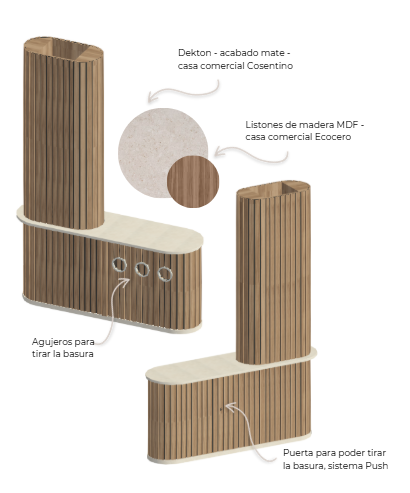 Dekton - acabado mate -
casa comercial Cosentino
Listones de madera MDF -
casa comercial Ecocero
Agujeros para
tirar la basura
Puerta para poder tirar
la basura, sistema Push